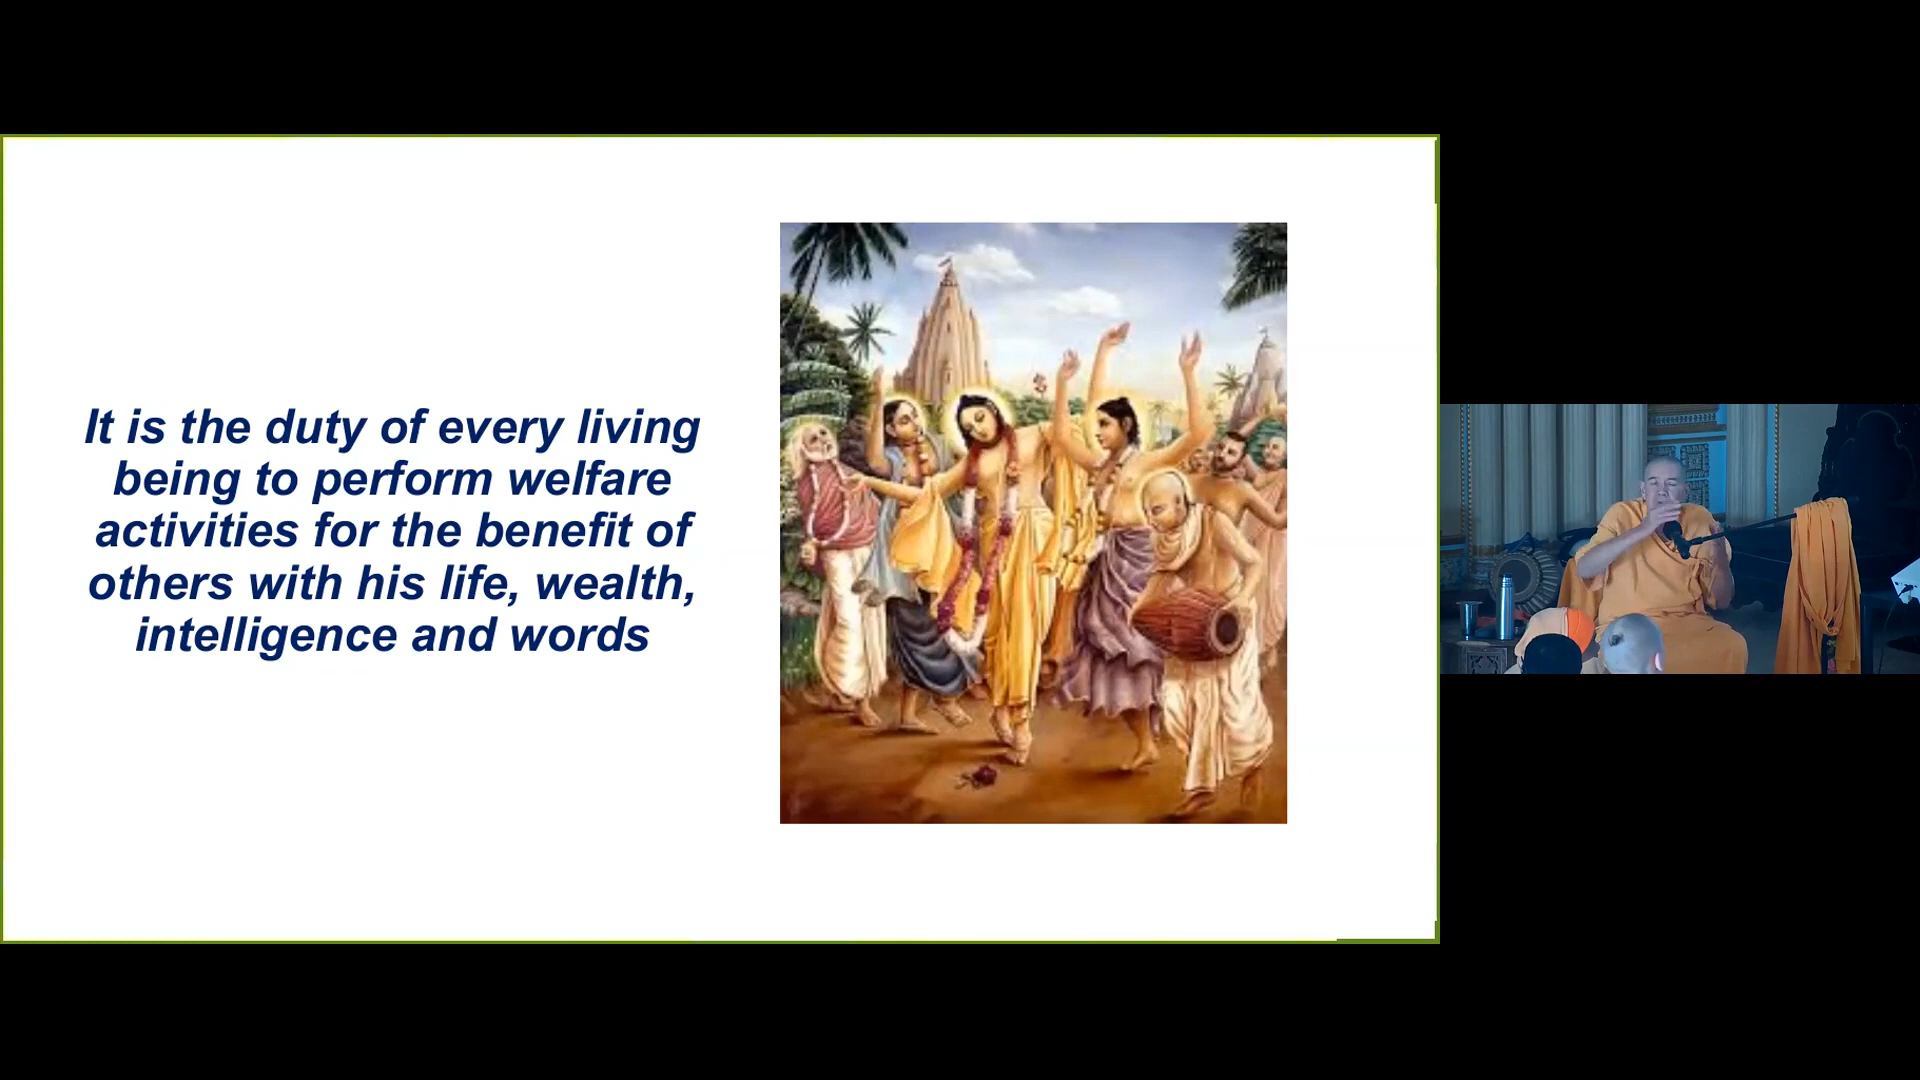 It is the duty of every living
being to perform welfare
activities for the benefit of
others with his life, wealth,
intelligence and words